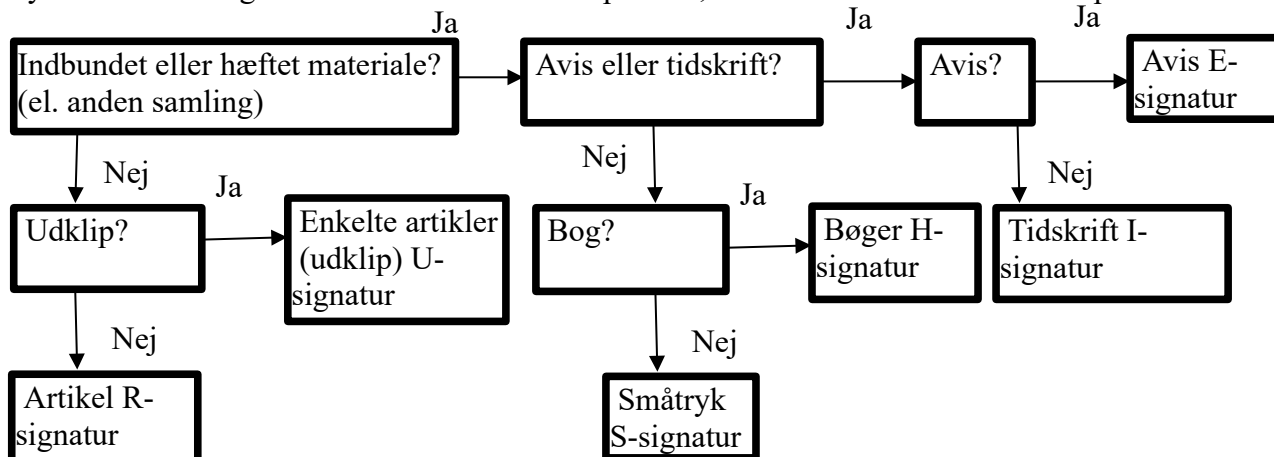 Ja
Ja
Ja
Indbundet eller hæftet materiale?
(el. anden samling)
Avis eller tidskrift?
Avis?
Avis E-
signatur
Nej
Nej
Nej
Ja
Ja
Udklip?
Enkelte artikler
(udklip) U-
signatur
Bog?
Bøger H-
signatur
Tidskrift I-
signatur
Nej
Nej
Artikel R-
signatur
Småtryk
S-signatur